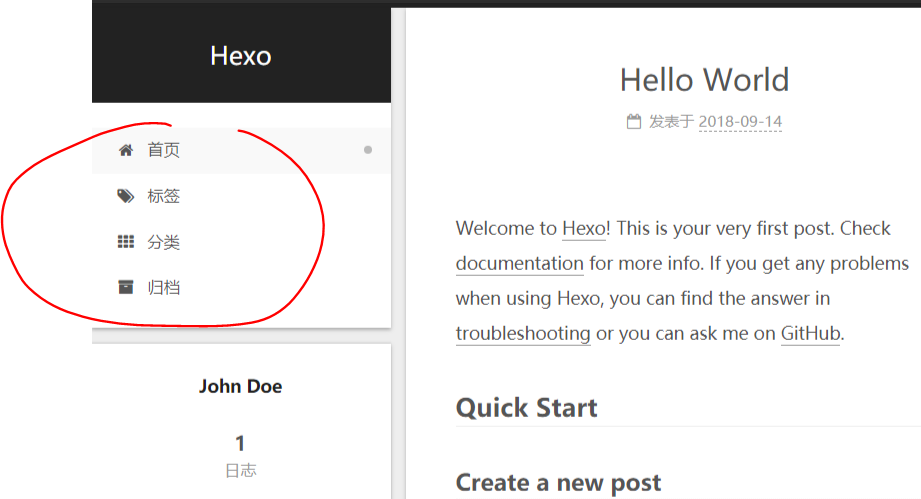 Hexo
首页
标签
分类
归档
John Doe
1
日志
Hello World
发表于 2018-09-14
Welcome to Hexo! This is your very first post. Check
documentation for more info. If you get any problems
when using Hexo, you can find the answer in
troubleshooting or you can ask me on GitHub.
Quick Start
Create a new post